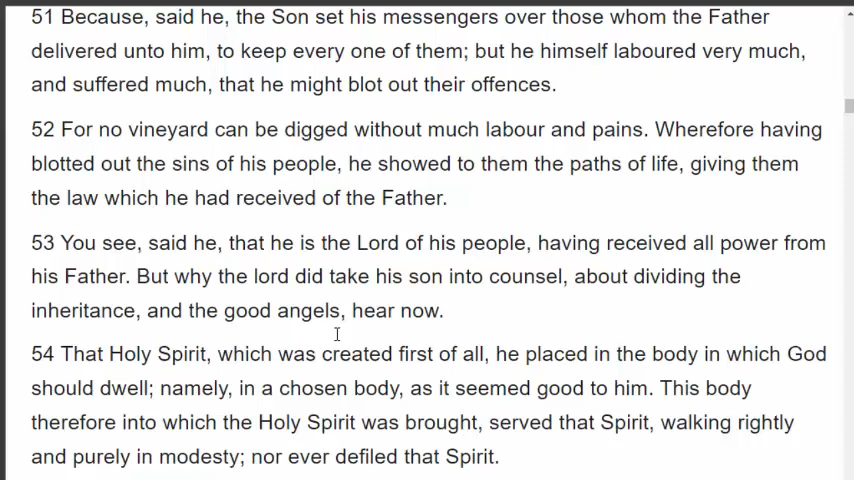 51 Because, said he, the Son set his messengers over those whom the Father
delivered unto him, to keep every one of them; but he himself laboured very much,
and suffered much, that he might blot out their offences.
52 For no vineyard can be digged without much labour and pains. Wherefore having
blotted out the sins of his people, he showed to them the paths of life, giving them
the law which he had received of the Father.
53 You see, said he, that he is the Lord of his people, having received all power from
his Father. But why the lord did take his son into counsel, about dividing the
inheritance, and the good angels, hear now.
54 That Holy Spirit, which was created first of all, he placed in the body in which God
should dwell; namely, in a chosen body, as it seemed good to him. This body
therefore into which the Holy Spirit was brought, served that Spirit, walking rightly
and purely in modesty; nor ever defiled that Spirit.